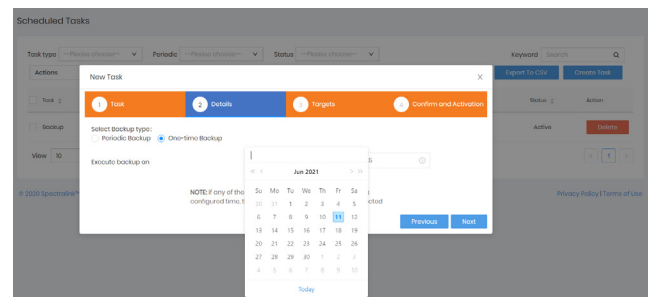 Scheduled Tasks
Task type --Please choose-- Periodic --Please choose-- Status --Please choose-- Keyword Search
Actions Export To CSV Create Task
New Task X
1 Task 2 Details 3 Targets 4 Confirm and Activation
Task Status Action
Select Backup type:
Periodic Backup One-time Backup
Backup Active Delete
Execute backup on
View 10 < 1 >
« < Jun 2021 > »
Su Mo Tu We Th Fr Sa
30 31 1 2 3 4 5
6 7 8 9 10 11 12
13 14 15 16 17 18 19
20 21 22 23 24 25 26
27 28 29 30 1 2 3
4 5 6 7 8 9 10
Today
NOTE: if any of the
configured time, t
Previous Next
© 2020 Spectralink Privacy Policy | Terms of Use